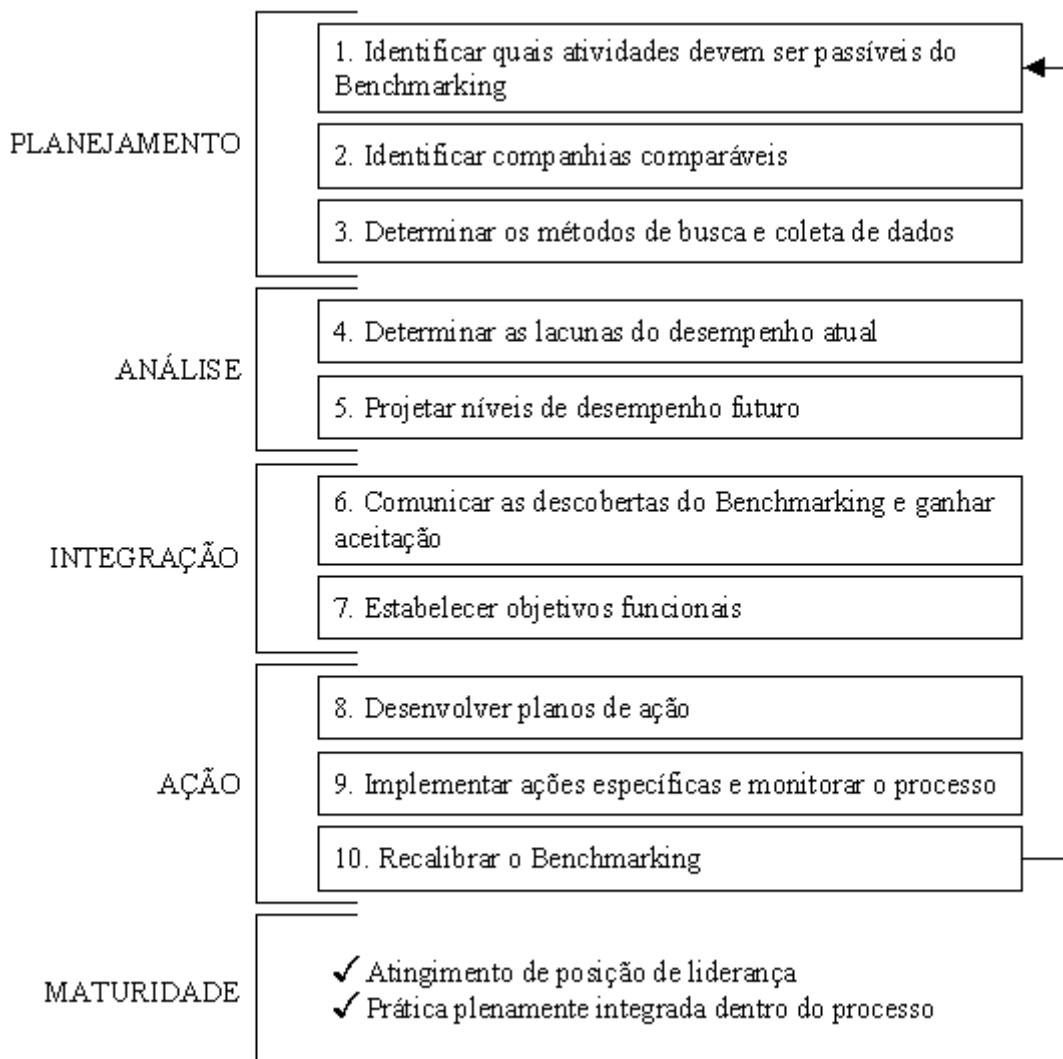 PLANEJAMENTO
1. Identificar quais atividades devem ser passíveis do
Benchmarking
2. Identificar companhias comparáveis
3. Determinar os métodos de busca e coleta de dados
ANÁLISE
4. Determinar as lacunas do desempenho atual
5. Projetar níveis de desempenho futuro
INTEGRAÇÃO
6. Comunicar as descobertas do Benchmarking e ganhar
aceitação
7. Estabelecer objetivos funcionais
AÇÃO
8. Desenvolver planos de ação
9. Implementar ações específicas e monitorar o processo
10. Recalibrar o Benchmarking
MATURIDADE
✓ Atingimento de posição de liderança
✓ Prática plenamente integrada dentro do processo